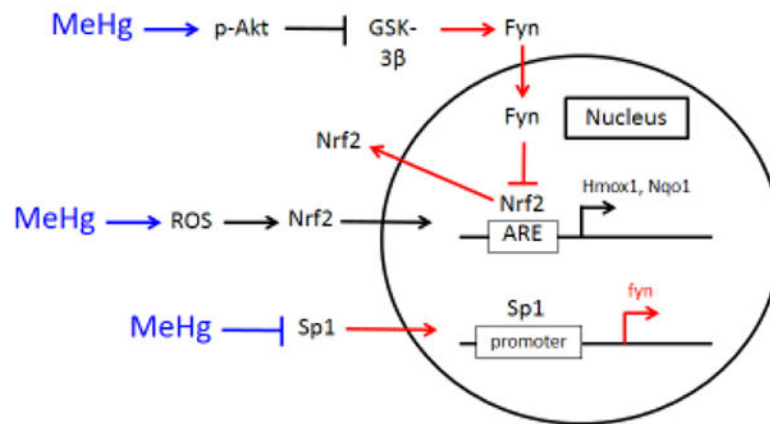 MeHg p-Akt GSK-
3β Fyn
Fyn Nucleus
Nrf2
Hmox1, Nqo1
Nrf2
MeHg ROS Nrf2 ARE
fyn
Sp1
MeHg Sp1
promoter